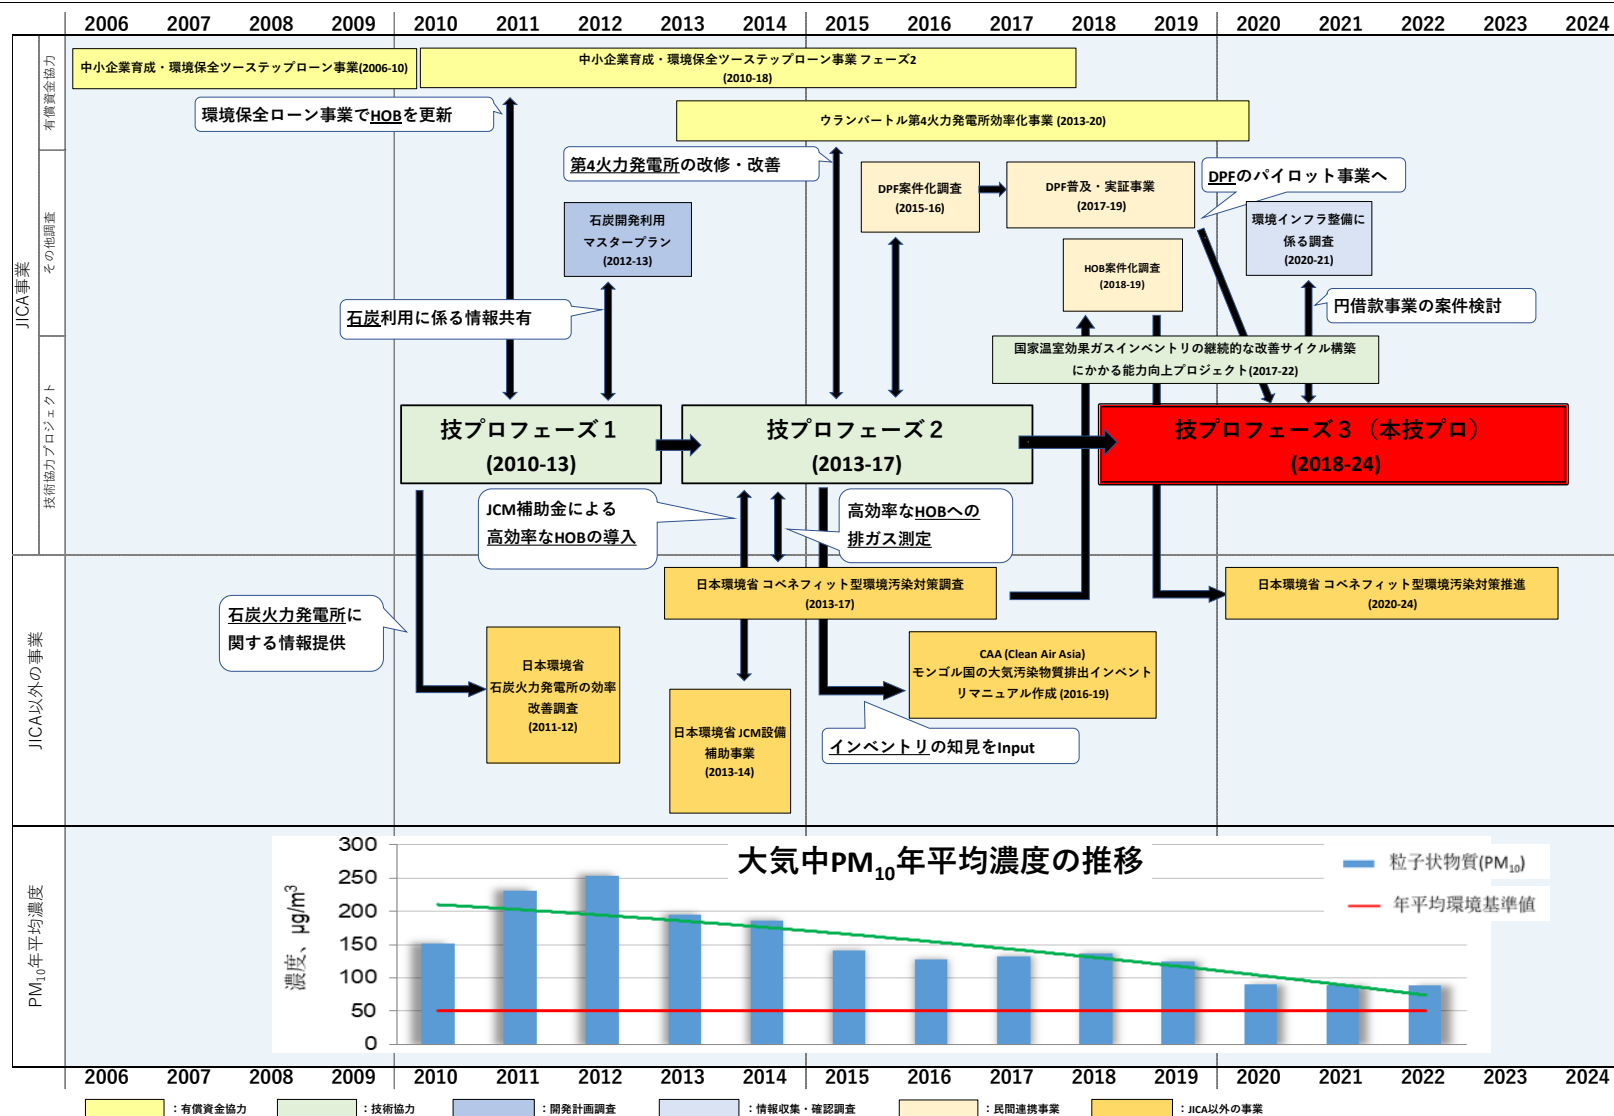 2006 2007 2008 2009 2010 2011 2012 2013 2014 2015 2016 2017 2018 2019 2020 2021 2022 2023 2024
JICA事業
有償資金協力
中小企業育成・環境保全ツーステップローン事業(2006-10)
中小企業育成・環境保全ツーステップローン事業 フェーズ2
(2010-18)
環境保全ローン事業でHOBを更新
ウランバートル第4火力発電所効率化事業 (2013-20)
第4火力発電所の改修・改善
その他調査
DPF案件化調査
(2015-16)
DPF普及・実証事業
(2017-19)
DPFのパイロット事業へ
石炭開発利用
マスタープラン
(2012-13)
環境インフラ整備に
係る調査
(2020-21)
HOB案件化調査
(2018-19)
石炭利用に係る情報共有
円借款事業の案件検討
技術協力プロジェクト
国家温室効果ガスインベントリの継続的な改善サイクル構築
にかかる能力向上プロジェクト(2017-22)
技プロフェーズ1
(2010-13)
技プロフェーズ2
(2013-17)
技プロフェーズ3（本技プロ）
(2018-24)
JCM補助金による
高効率なHOBの導入
高効率なHOBへの
排ガス測定
JICA以外の事業
日本環境省 コベネフィット型環境汚染対策調査
(2013-17)
日本環境省 コベネフィット型環境汚染対策推進
(2020-24)
石炭火力発電所に
関する情報提供
日本環境省
石炭火力発電所の効率
改善調査
(2011-12)
CAA (Clean Air Asia)
モンゴル国の大気汚染物質排出インベント
リマニュアル作成 (2016-19)
日本環境省 JCM設備
補助事業
(2013-14)
インベントリの知見をInput
PM10年平均濃度
大気中PM10年平均濃度の推移
濃度、µg/m³
300
250
200
150
100
50
0
粒子状物質(PM10)
年平均環境基準値
2006 2007 2008 2009 2010 2011 2012 2013 2014 2015 2016 2017 2018 2019 2020 2021 2022 2023 2024
：有償資金協力 ：技術協力 ：開発計画調査 ：情報収集・確認調査 ：民間連携事業 ：JICA以外の事業